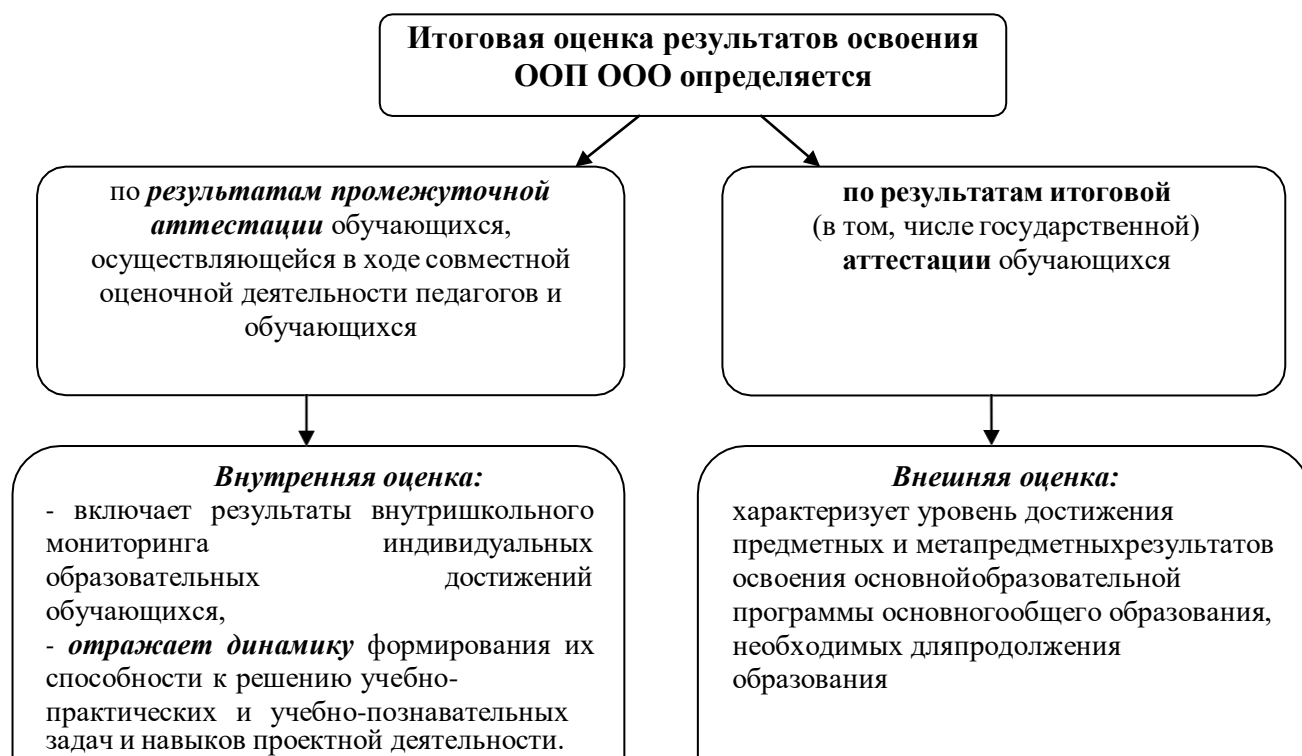 Итоговая оценка результатов освоения
ООП ООО определяется
по результатам промежуточной
аттестации обучающихся,
осуществляющейся в ходе совместной
оценочной деятельности педагогов и
обучающихся
по результатам итоговой
(в том, числе государственной)
аттестации обучающихся
Внутренняя оценка:
- включает результаты внутришкольного
мониторинга индивидуальных
образовательных достижений
обучающихся,
- отражает динамику формирования их
способности к решению учебно-
практических и учебно-познавательных
задач и навыков проектной деятельности.
Внешняя оценка:
характеризует уровень достижения
предметных и метапредметныхрезультатов
освоения основнойобразовательной
программы основногообщего образования,
необходимых дляпродолжения
образования